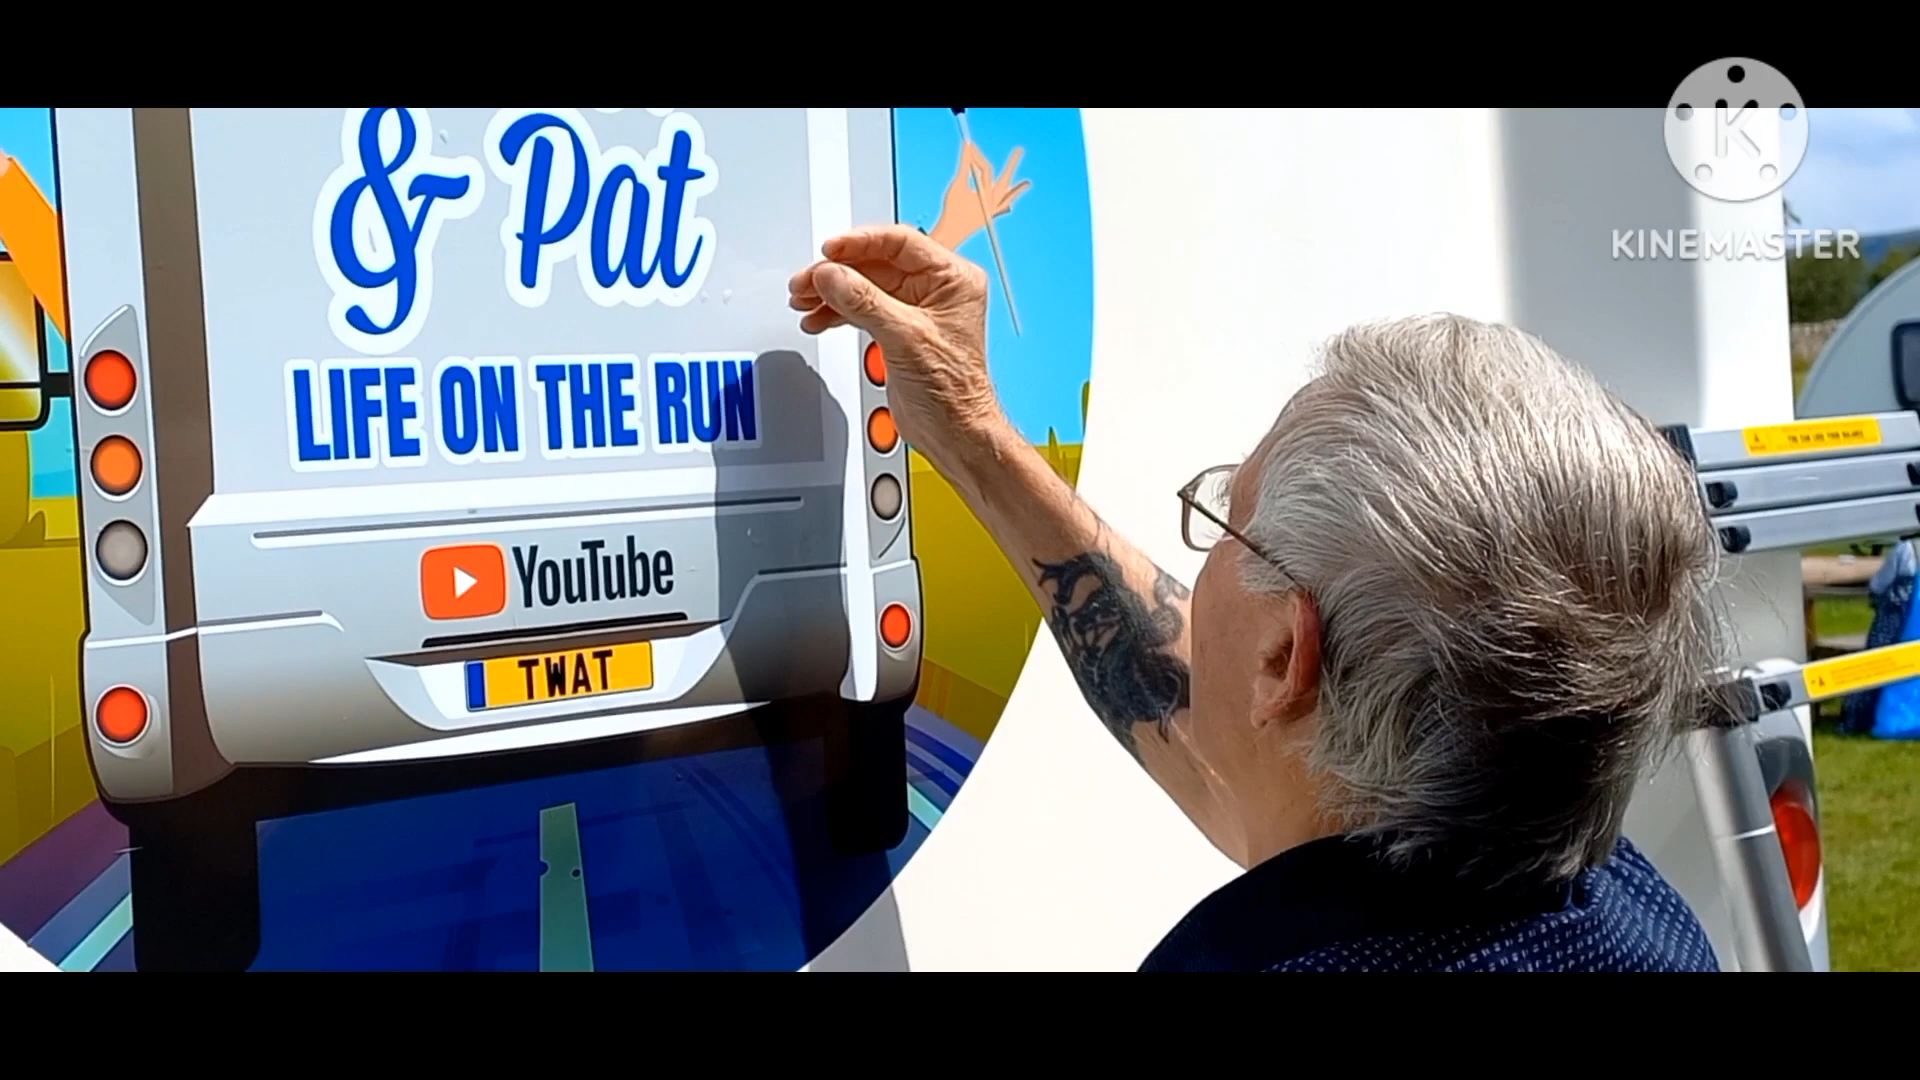 & Pat
LIFE ON THE RUN
YouTube
TWAT
K
KINEMASTER